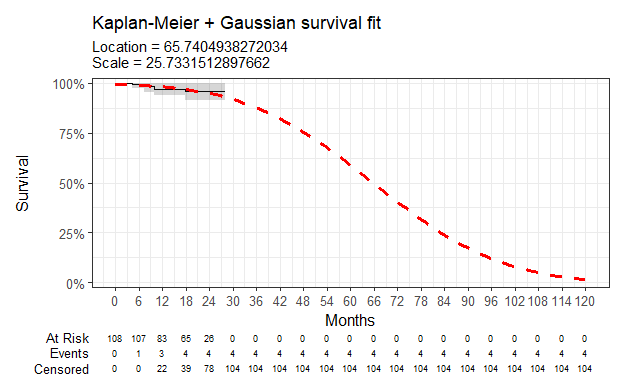 Kaplan-Meier + Gaussian survival fit
Location = 65.7404938272034
Scale = 25.7331512897662
100%
75%
50%
25%
0%
Survival
0 6 12 18 24 30 36 42 48 54 60 66 72 78 84 90 96 102 108 114 120
Months
At Risk 108 107 83 65 26 0 0 0 0 0 0 0 0 0 0 0 0 0 0 0 0
Events 0 1 3 4 4 4 4 4 4 4 4 4 4 4 4 4 4 4 4 4 4
Censored 0 0 22 39 78 104 104 104 104 104 104 104 104 104 104 104 104 104 104 104 104